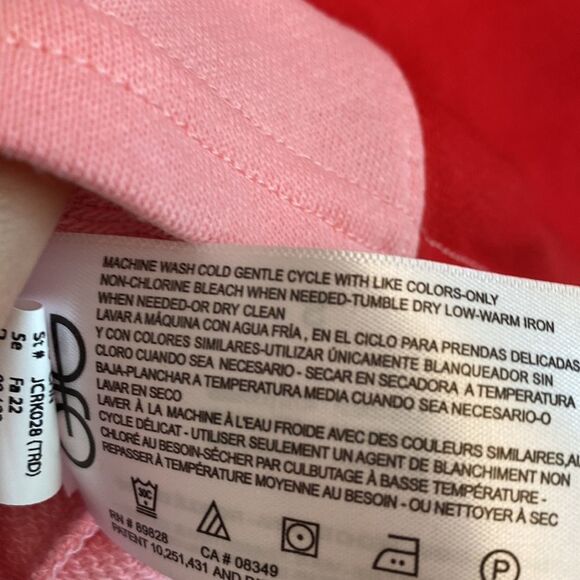 MACHINE WASH COLD GENTLE CYCLE WITH LIKE COLORS-ONLY
NON-CHLORINE BLEACH WHEN NEEDED-TUMBLE DRY LOW-WARM IRON
WHEN NEEDED-OR DRY CLEAN
LAVAR A MÁQUINA CON AGUA FRÍA , EN EL CICLO PARA PRENDAS DELICADAS
Y CON COLORES SIMILARES-UTILIZAR ÚNICAMENTE BLANQUEADOR SIN
CLORO CUANDO SEA NECESARIO - SECAR EN SECADORA A TEMPERATURA
BAJA-PLANCHAR A TEMPERATURA MEDIA CUANDO SEA NECESARIO-O
LAVAR EN SECO
LAVER À LA MACHINE À L'EAU FROIDE AVEC DES COULEURS SIMILAIRES,AU
CYCLE DÉLICAT - UTILISER SEULEMENT UN AGENT DE BLANCHIMENT NON
CHLORÉ AU BESOIN-SÉCHER PAR CULBUTAGE À BASSE TEMPÉRATURE -
REPASSER À TEMPÉRATURE MOYENNE AU BESOIN - OU NETTOYER À SEC
30C
P
RN # 69828 CA # 08349
PATENT 10,251,431 AND
St # JCRK028 (TRD)
Se Fa 22